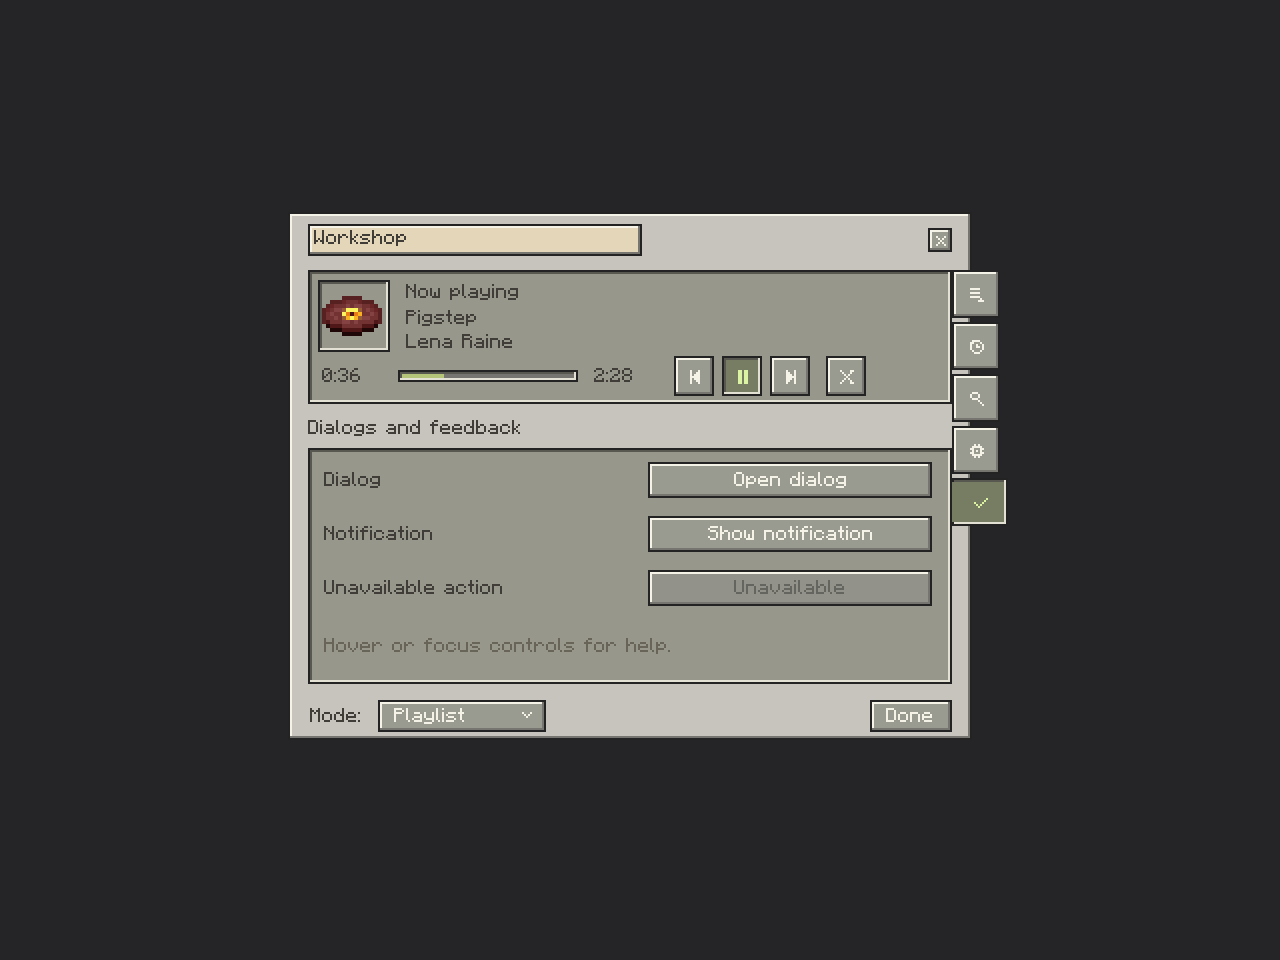 Workshop
Now playing
Pigstep
Lena Raine
0:36 2:28
Dialogs and feedback
Dialog Open dialog
Notification Show notification
Unavailable action Unavailable
Hover or focus controls for help.
Mode: Playlist Done